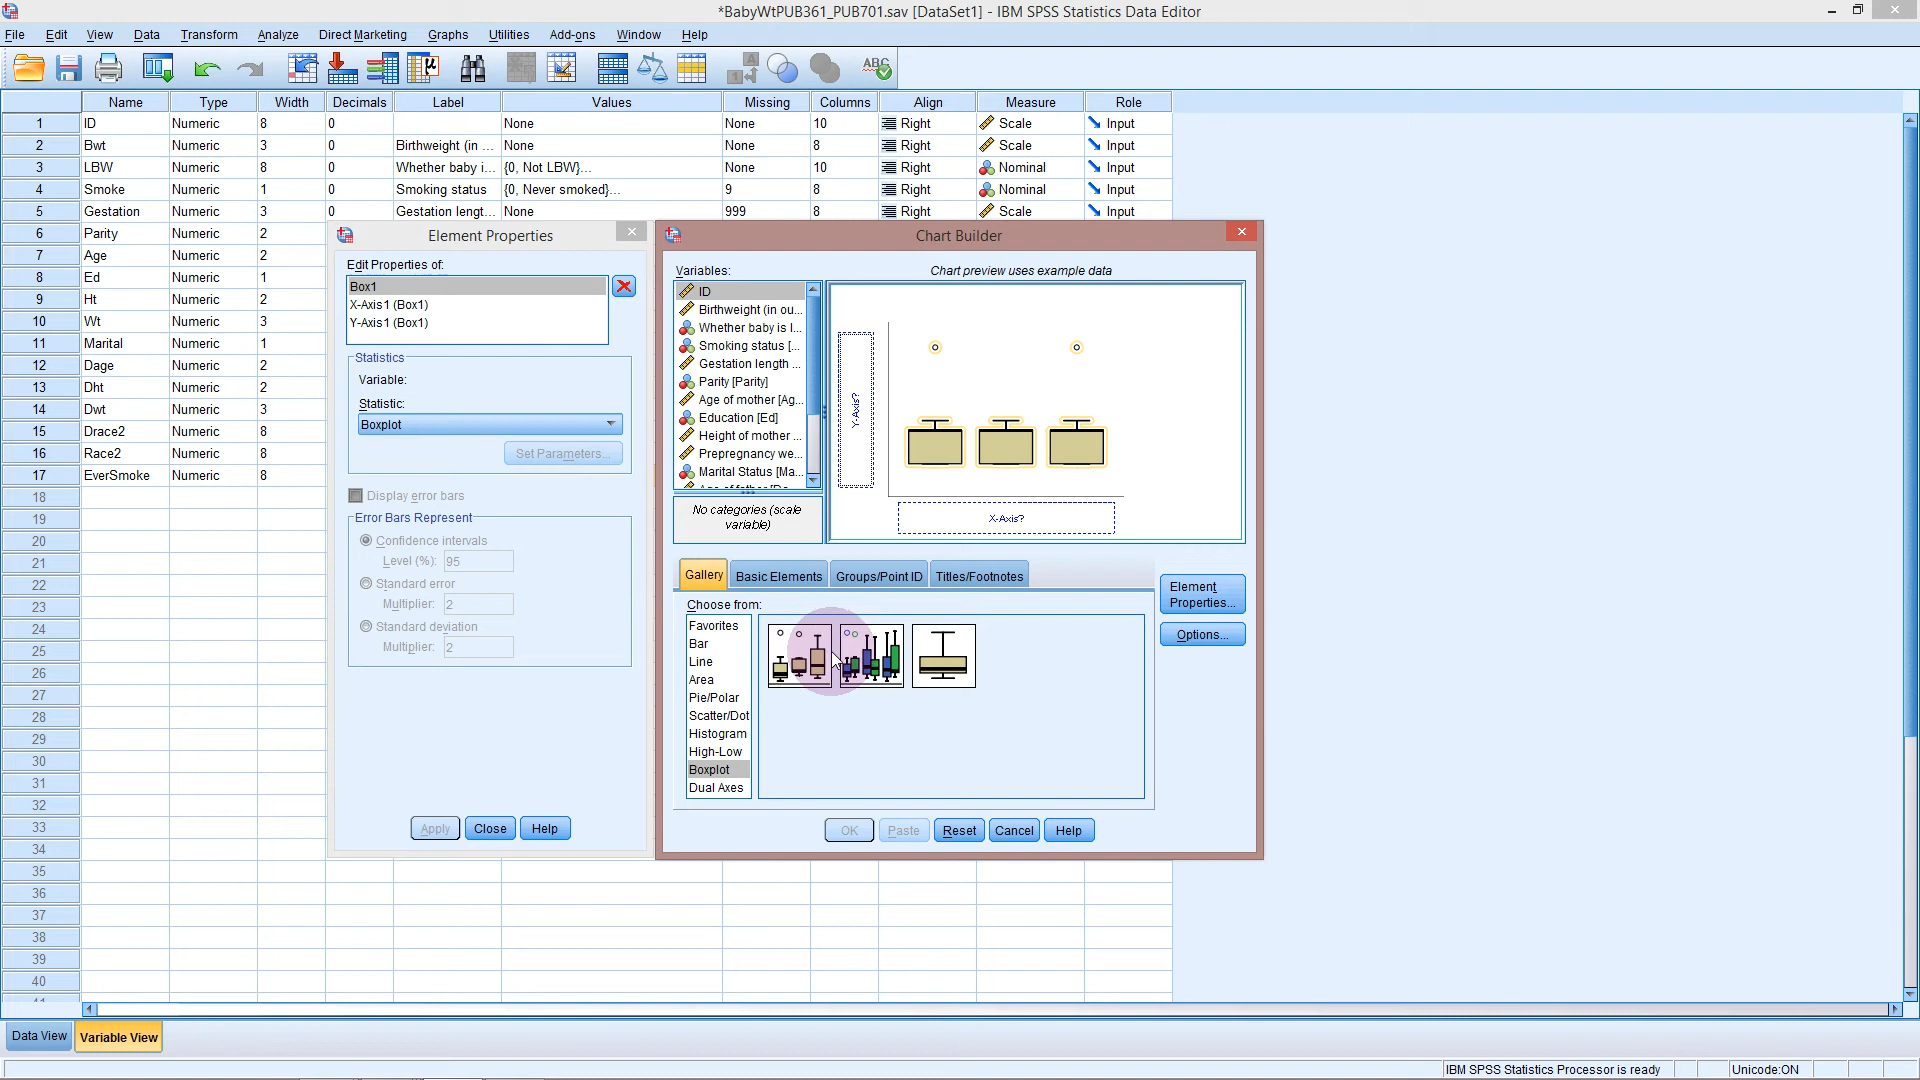 *BabyWtPUB361_PUB701.sav [DataSet1] - IBM SPSS Statistics Data Editor
File Edit View Data Transform Analyze Direct Marketing Graphs Utilities Add-ons Window Help
Name Type Width Decimals Label Values Missing Columns Align Measure Role
1 ID Numeric 8 0 None None 10 Right Scale Input
2 Bwt Numeric 3 0 Birthweight (in ... None None 8 Right Scale Input
3 LBW Numeric 8 0 Whether baby i... {0, Not LBW}... None 10 Right Nominal Input
4 Smoke Numeric 1 0 Smoking status {0, Never smoked}... 9 8 Right Nominal Input
5 Gestation Numeric 3 0 Gestation lengt... None 999 8 Right Scale Input
6 Parity Numeric 2
7 Age Numeric 2
8 Ed Numeric 1
9 Ht Numeric 2
10 Wt Numeric 3
11 Marital Numeric 1
12 Dage Numeric 2
13 Dht Numeric 2
14 Dwt Numeric 3
15 Drace2 Numeric 8
16 Race2 Numeric 8
17 EverSmoke Numeric 8
18
19
20
21
22
23
24
25
26
27
28
29
30
31
32
33
34
35
36
37
38
39
40
Element Properties
Edit Properties of:
Box1
X-Axis1 (Box1)
Y-Axis1 (Box1)
Statistics
Variable:
Statistic:
Boxplot
Set Parameters...
Display error bars
Error Bars Represent
Confidence intervals
Level (%): 95
Standard error
Multiplier: 2
Standard deviation
Multiplier: 2
Apply Close Help
Chart Builder
Variables:
ID
Birthweight (in ou...
Whether baby is l...
Smoking status [...
Gestation length ...
Parity [Parity]
Age of mother [Ag...
Education [Ed]
Height of mother ...
Prepregnancy we...
Marital Status [Ma...
No categories (scale
variable)
Chart preview uses example data
Y-Axis?
X-Axis?
Gallery Basic Elements Groups/Point ID Titles/Footnotes
Choose from:
Favorites
Bar
Line
Area
Pie/Polar
Scatter/Dot
Histogram
High-Low
Boxplot
Dual Axes
Element
Properties...
Options...
OK Paste Reset Cancel Help
Data View Variable View
IBM SPSS Statistics Processor is ready Unicode:ON